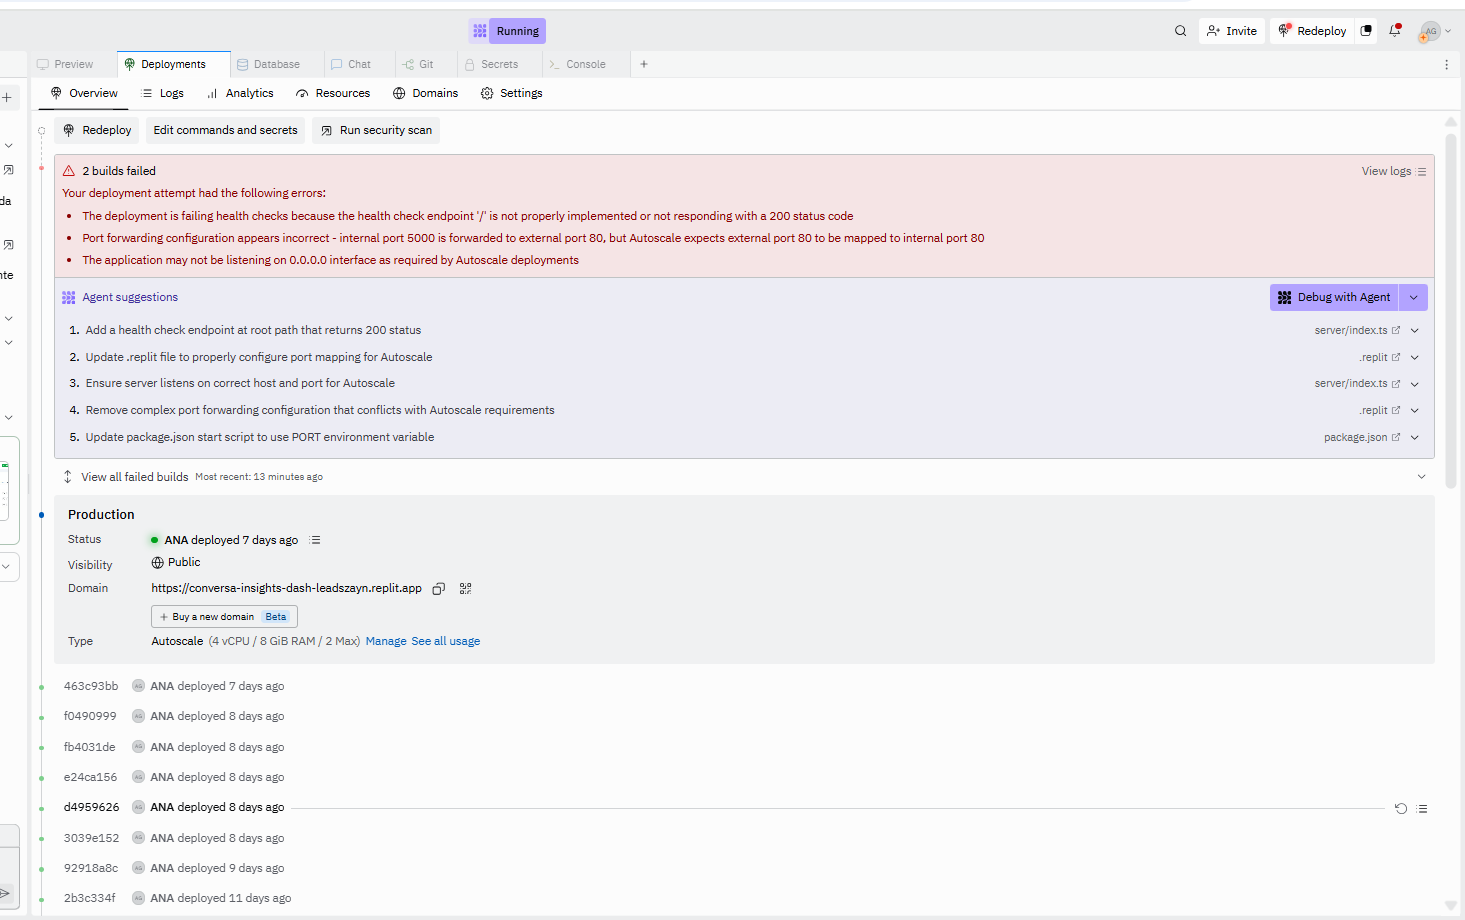 Running
Invite
Redeploy
AG
Preview
Deployments
Database
Chat
Git
Secrets
Console
Overview
Logs
Analytics
Resources
Domains
Settings
Redeploy
Edit commands and secrets
Run security scan
2 builds failed
View logs
Your deployment attempt had the following errors:
• The deployment is failing health checks because the health check endpoint '/' is not properly implemented or not responding with a 200 status code
• Port forwarding configuration appears incorrect - internal port 5000 is forwarded to external port 80, but Autoscale expects external port 80 to be mapped to internal port 80
• The application may not be listening on 0.0.0.0 interface as required by Autoscale deployments
Agent suggestions
Debug with Agent
1. Add a health check endpoint at root path that returns 200 status server/index.ts
2. Update .replit file to properly configure port mapping for Autoscale .replit
3. Ensure server listens on correct host and port for Autoscale server/index.ts
4. Remove complex port forwarding configuration that conflicts with Autoscale requirements .replit
5. Update package.json start script to use PORT environment variable package.json
View all failed builds Most recent: 13 minutes ago
Production
Status ANA deployed 7 days ago
Visibility Public
Domain https://conversa-insights-dash-leadszayn.replit.app
+ Buy a new domain Beta
Type Autoscale (4 vCPU / 8 GiB RAM / 2 Max) Manage See all usage
463c93bb AG ANA deployed 7 days ago
f0490999 AG ANA deployed 8 days ago
fb4031de AG ANA deployed 8 days ago
e24ca156 AG ANA deployed 8 days ago
d4959626 AG ANA deployed 8 days ago
3039e152 AG ANA deployed 8 days ago
92918a8c AG ANA deployed 9 days ago
2b3c334f AG ANA deployed 11 days ago
da
nte